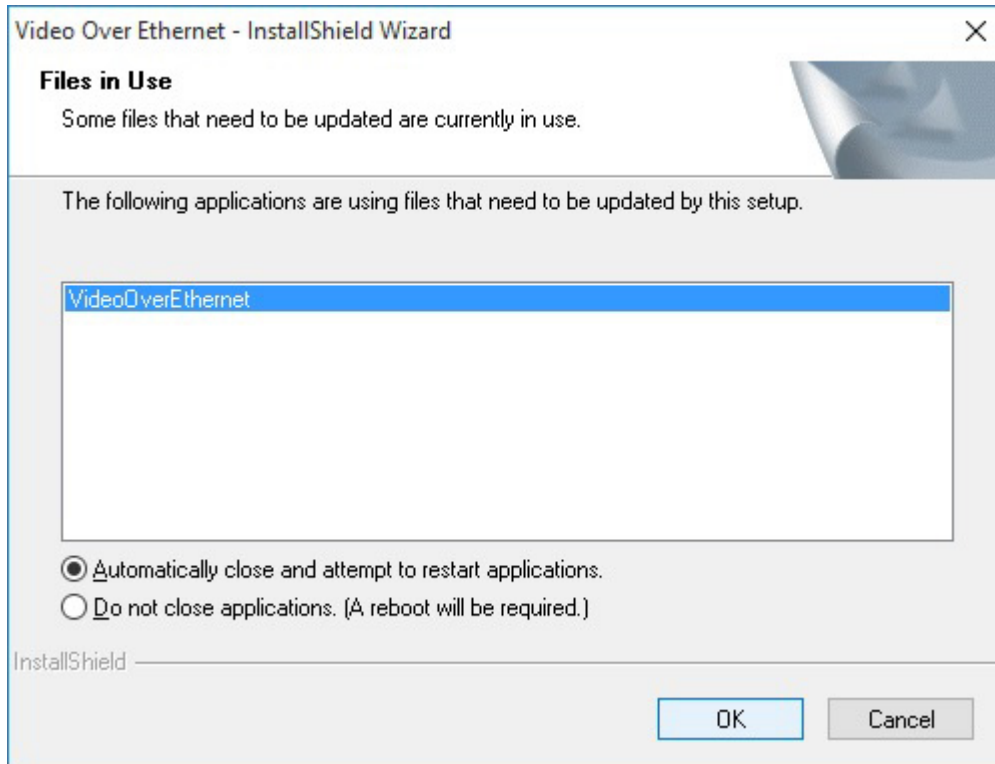 Video Over Ethernet - InstallShield Wizard
Files in Use
Some files that need to be updated are currently in use.
The following applications are using files that need to be updated by this setup.
VideoOverEthernet
Automatically close and attempt to restart applications.
Do not close applications. (A reboot will be required.)
InstallShield
OK Cancel